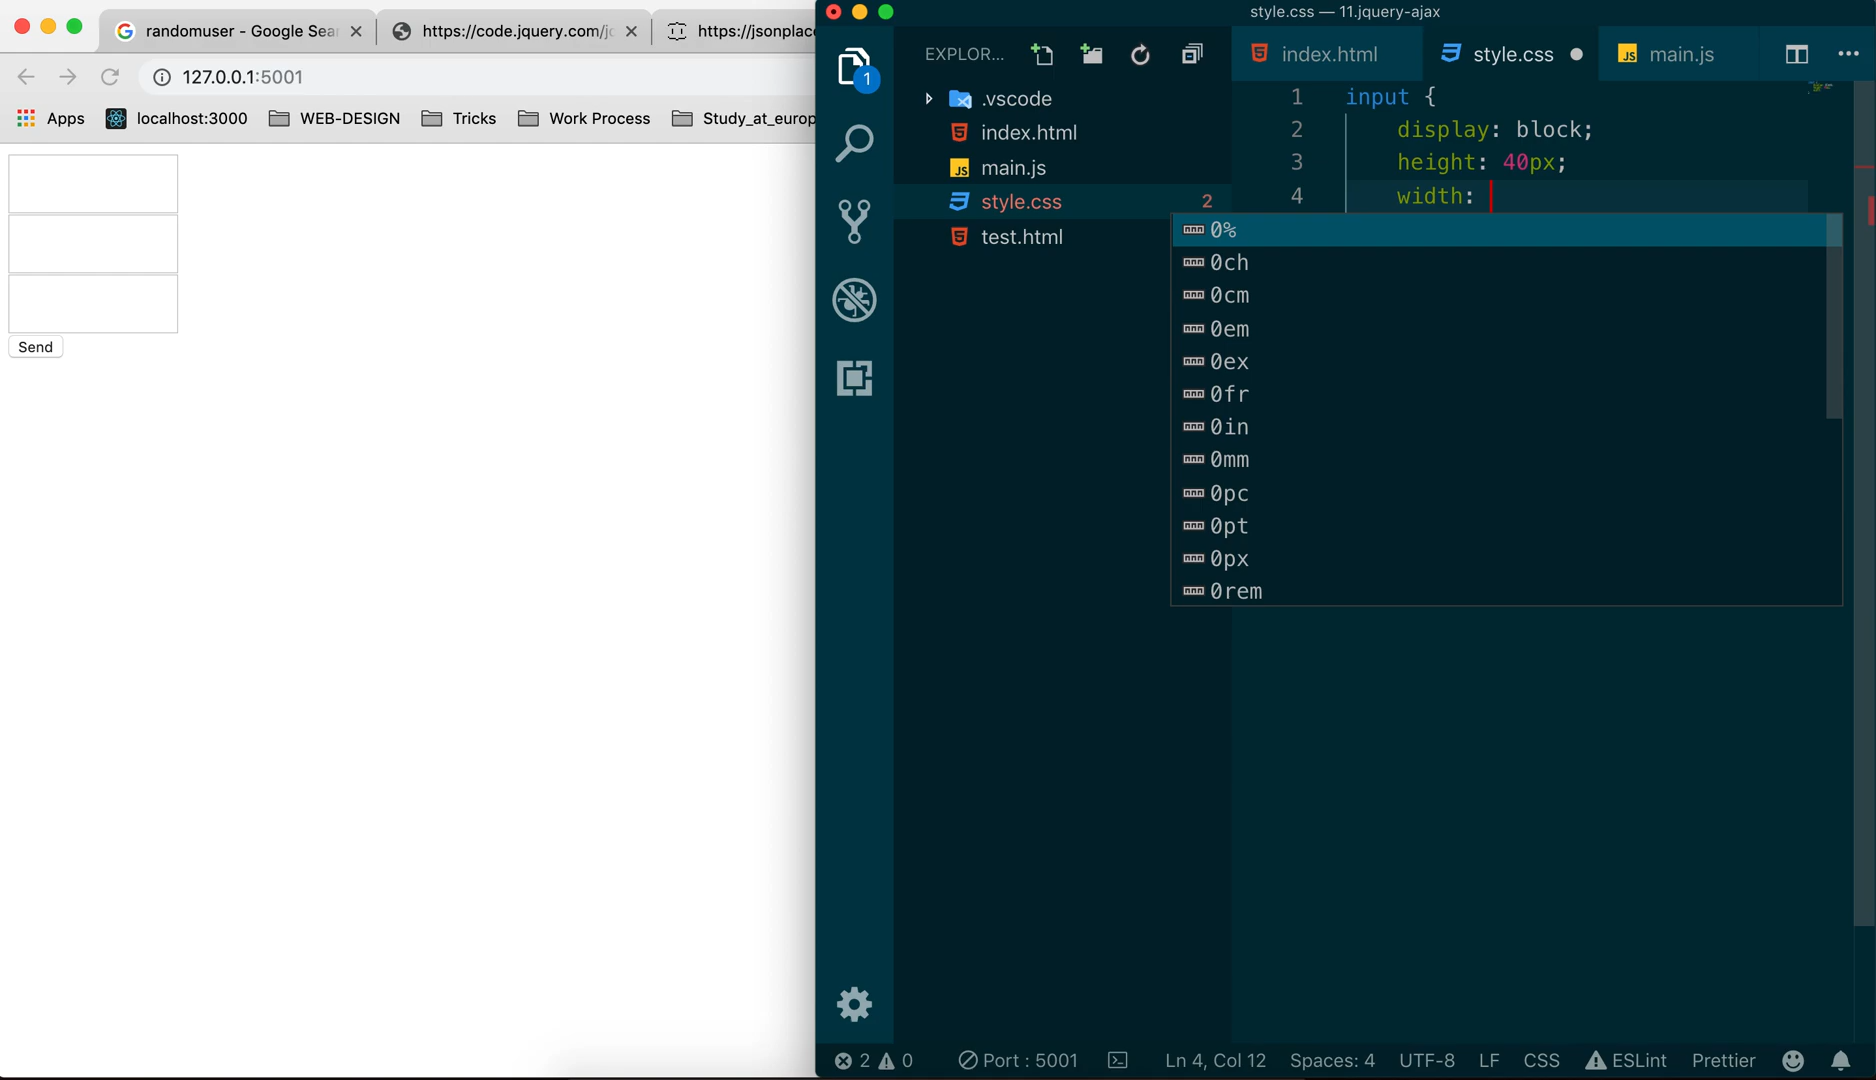 randomuser - Google Sear
https://code.jquery.com/jq
https://jsonplace
127.0.0.1:5001
Apps
localhost:3000
WEB-DESIGN
Tricks
Work Process
Study_at_europ
Send
style.css — 11.jquery-ajax
1
EXPLOR...
.vscode
index.html
main.js
style.css 2
test.html
index.html
style.css
main.js
1 input {
2 display: block;
3 height: 40px;
4 width:
0%
0ch
0cm
0em
0ex
0fr
0in
0mm
0pc
0pt
0px
0rem
2 0 Port : 5001 Ln 4, Col 12 Spaces: 4 UTF-8 LF CSS ESLint Prettier